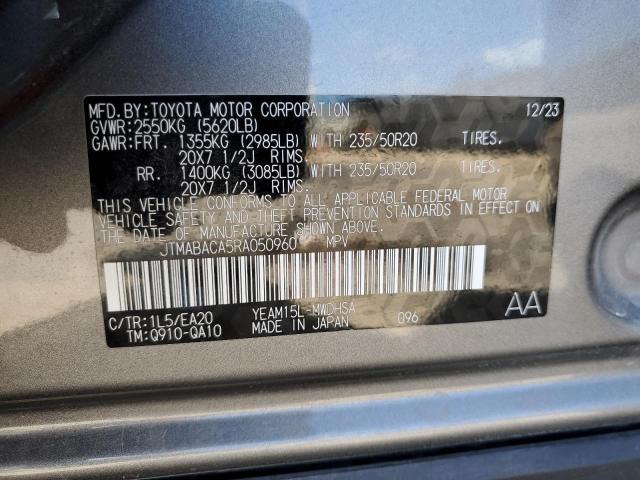 MFD.BY:TOYOTA MOTOR CORPORATION 12/23
GVWR:2550KG (5620LB)
GAWR:FRT. 1355KG (2985LB) WITH 235/50R20 TIRES.
20X7 1/2J RIMS.
RR. 1400KG (3085LB) WITH 235/50R20 TIRES.
20X7 1/2J RIMS.
THIS VEHICLE CONFORMS TO ALL APPLICABLE FEDERAL MOTOR
VEHICLE SAFETY AND THEFT PREVENTION STANDARDS IN EFFECT ON
THE DATE OF MANUFACTURE SHOWN ABOVE.
JTMABACA5RA050960 MPV
C/TR:1L5/EA20 YEAM15L-MWDHSA 096 AA
TM:Q910-QA10 MADE IN JAPAN